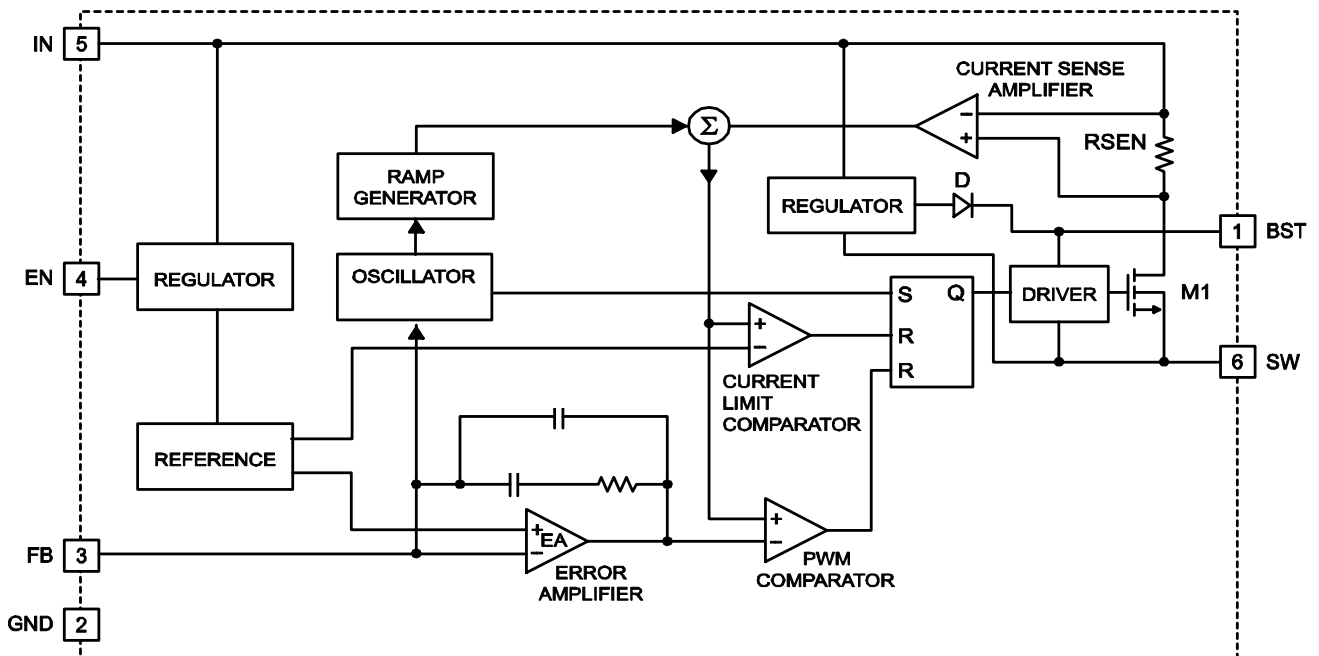 IN 5
CURRENT SENSE
AMPLIFIER
Σ
−
+
RSEN
RAMP
GENERATOR
D
REGULATOR
1 BST
EN 4
REGULATOR
OSCILLATOR
S Q
DRIVER
M1
+
−
R
R
6 SW
CURRENT
LIMIT
COMPARATOR
REFERENCE
+
EA
−
+
−
FB 3
ERROR
AMPLIFIER
PWM
COMPARATOR
GND 2